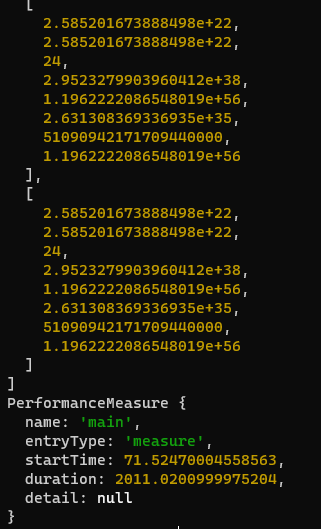 [
2.585201673888498e+22,
2.585201673888498e+22,
24,
2.9523279903960412e+38,
1.1962222086548019e+56,
2.631308369336935e+35,
51090942171709440000,
1.1962222086548019e+56
],
[
2.585201673888498e+22,
2.585201673888498e+22,
24,
2.9523279903960412e+38,
1.1962222086548019e+56,
2.631308369336935e+35,
51090942171709440000,
1.1962222086548019e+56
]
]
PerformanceMeasure {
name: 'main',
entryType: 'measure',
startTime: 71.52470004558563,
duration: 2011.0200999975204,
detail: null
}